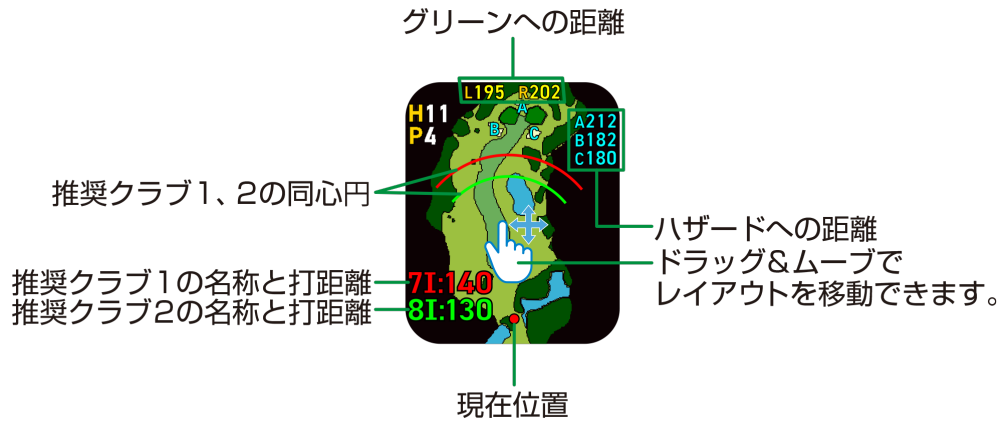 グリーンへの距離
L195 R202
H11
P4
A
B
C
A212
B182
C180
推奨クラブ1、2の同心円
ハザードへの距離
ドラッグ&ムーブで
レイアウトを移動できます。
推奨クラブ1の名称と打距離
7I:140
推奨クラブ2の名称と打距離
8I:130
現在位置